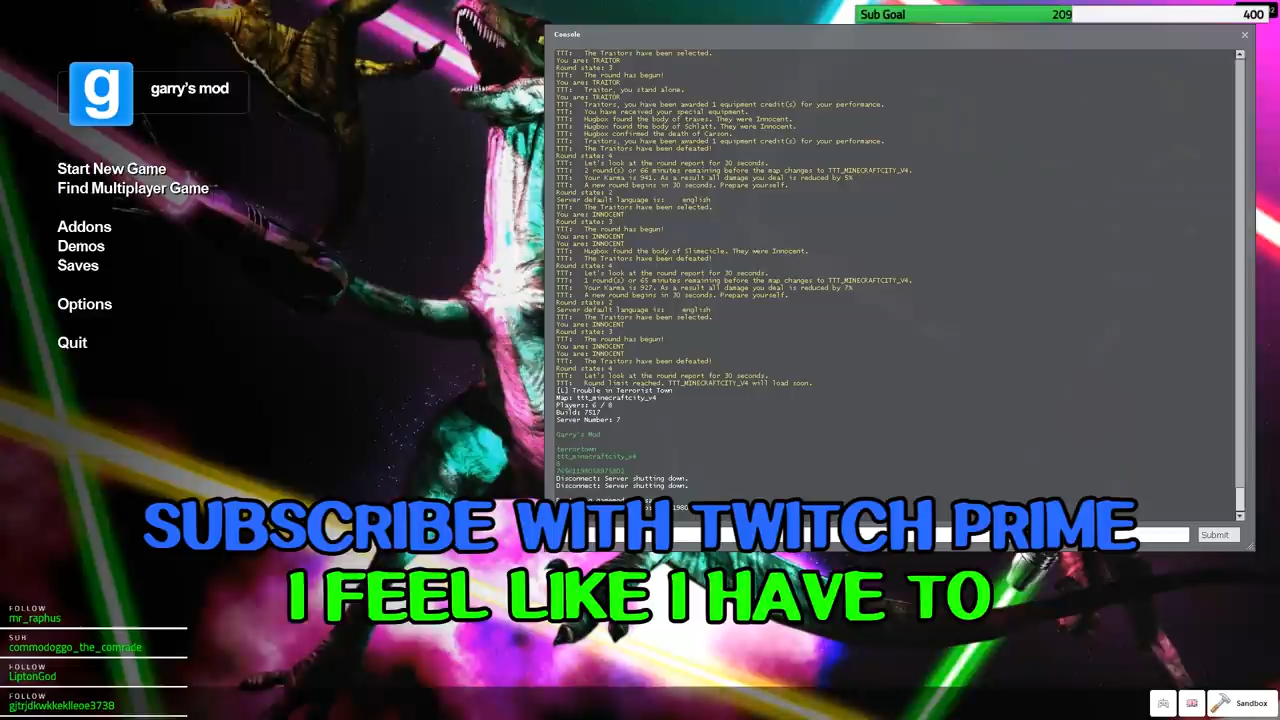 Sub Goal 209 400
garry's mod
Start New Game
Find Multiplayer Game
Addons
Demos
Saves
Options
Quit
Console
TTT: The Traitors have been selected.
You are: TRAITOR
Round state: 3
TTT: The round has begun!
You are: TRAITOR
TTT: Traitor, you stand alone.
You are: TRAITOR
TTT: Traitors, you have been awarded 1 equipment credit(s) for your performance.
TTT: You have received your special equipment.
TTT: Hugbox found the body of traves. They were Innocent.
TTT: Hugbox found the body of Schlatt. They were Innocent.
TTT: Hugbox confirmed the death of Carson.
TTT: Traitors, you have been awarded 1 equipment credit(s) for your performance.
TTT: The Traitors have been defeated!
Round state: 4
TTT: Let's look at the round report for 30 seconds.
TTT: 2 round(s) or 66 minutes remaining before the map changes to TTT_MINECRAFTCITY_V4.
TTT: Your Karma is 941. As a result all damage you deal is reduced by 5%
TTT: A new round begins in 30 seconds. Prepare yourself.
Round state: 2
Server default language is: english
TTT: The Traitors have been selected.
You are: INNOCENT
Round state: 3
TTT: The round has begun!
You are: INNOCENT
You are: INNOCENT
TTT: Hugbox found the body of Slimecicle. They were Innocent.
TTT: The Traitors have been defeated!
Round state: 4
TTT: Let's look at the round report for 30 seconds.
TTT: 1 round(s) or 65 minutes remaining before the map changes to TTT_MINECRAFTCITY_V4.
TTT: Your Karma is 927. As a result all damage you deal is reduced by 7%
TTT: A new round begins in 30 seconds. Prepare yourself.
Round state: 2
Server default language is: english
TTT: The Traitors have been selected.
You are: INNOCENT
Round state: 3
TTT: The round has begun!
You are: INNOCENT
You are: INNOCENT
TTT: The Traitors have been defeated!
Round state: 4
TTT: Let's look at the round report for 30 seconds.
TTT: Round limit reached. TTT_MINECRAFTCITY_V4 will load soon.
[L] Trouble in Terrorist Town
Map: ttt_minecraftcity_v4
Players: 6 / 8
Build: 7517
Server Number: 7
Garry's Mod
terrortown
ttt_minecraftcity_v4
Disconnect: Server shutting down.
Disconnect: Server shutting down.
Submit
SUBSCRIBE WITH TWITCH PRIME
I FEEL LIKE I HAVE TO
FOLLOW
mr_raphus
SUB
commodoggo_the_comrade
FOLLOW
LiptonGod
FOLLOW
gjtrjdkwkkeklleoe3738
Sandbox